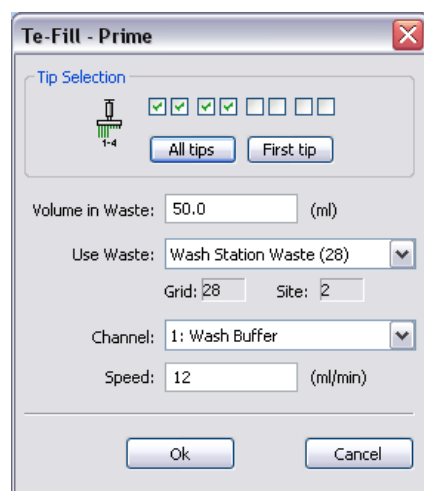 Te-Fill - Prime
Tip Selection
1-4
All tips First tip
Volume in Waste: 50.0 (ml)
Use Waste: Wash Station Waste (28)
Grid: 28 Site: 2
Channel: 1: Wash Buffer
Speed: 12 (ml/min)
Ok Cancel